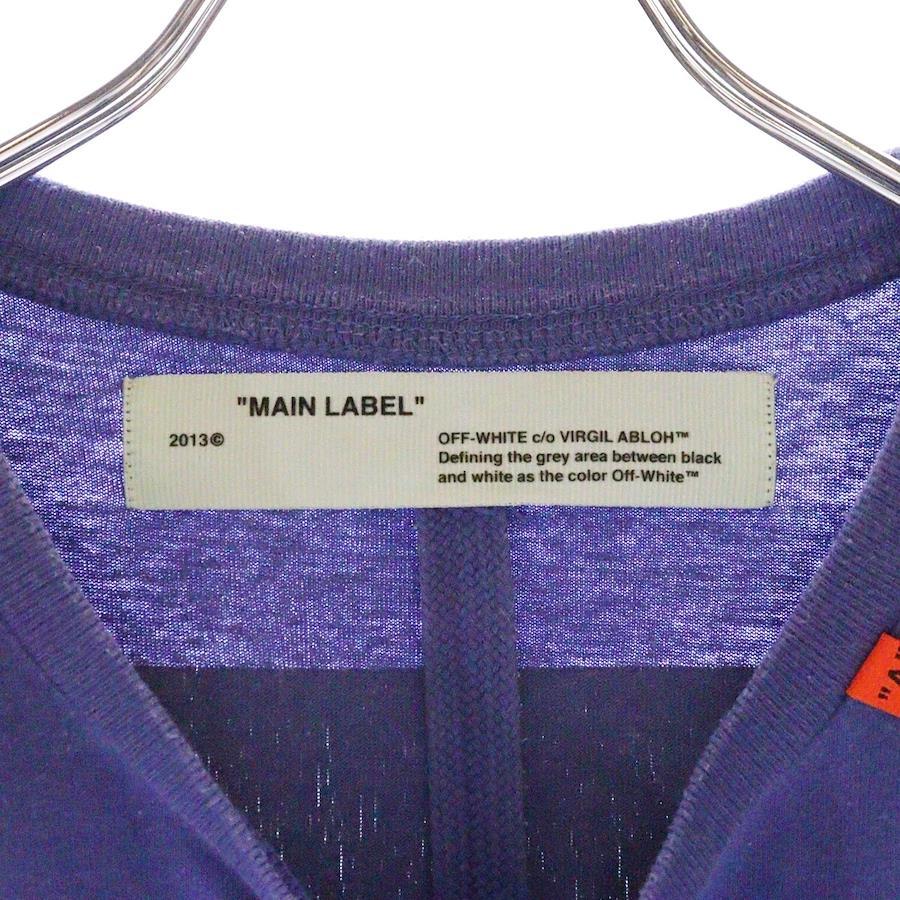 "MAIN LABEL"
2013©
OFF-WHITE c/o VIRGIL ABLOH™
Defining the grey area between black
and white as the color Off-White™